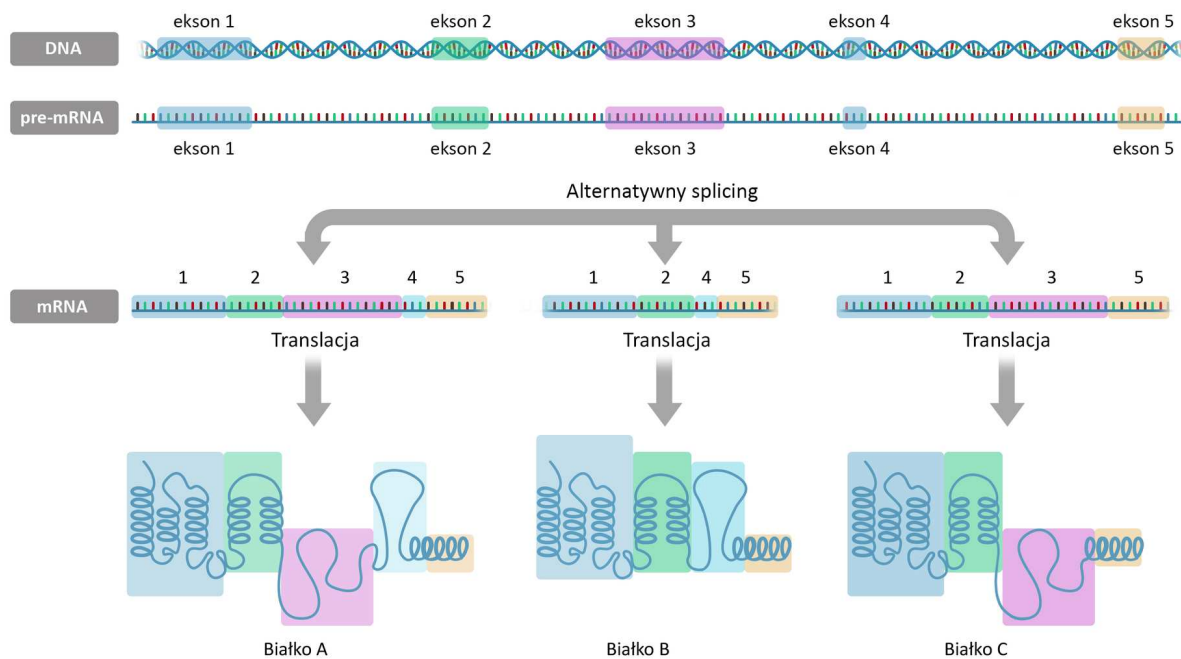 ekson 1 ekson 2 ekson 3 ekson 4 ekson 5
DNA
pre-mRNA
ekson 1 ekson 2 ekson 3 ekson 4 ekson 5
Alternatywny splicing
1 2 3 4 5 1 2 4 5 1 2 3 5
mRNA
Translacja Translacja Translacja
Białko A Białko B Białko C